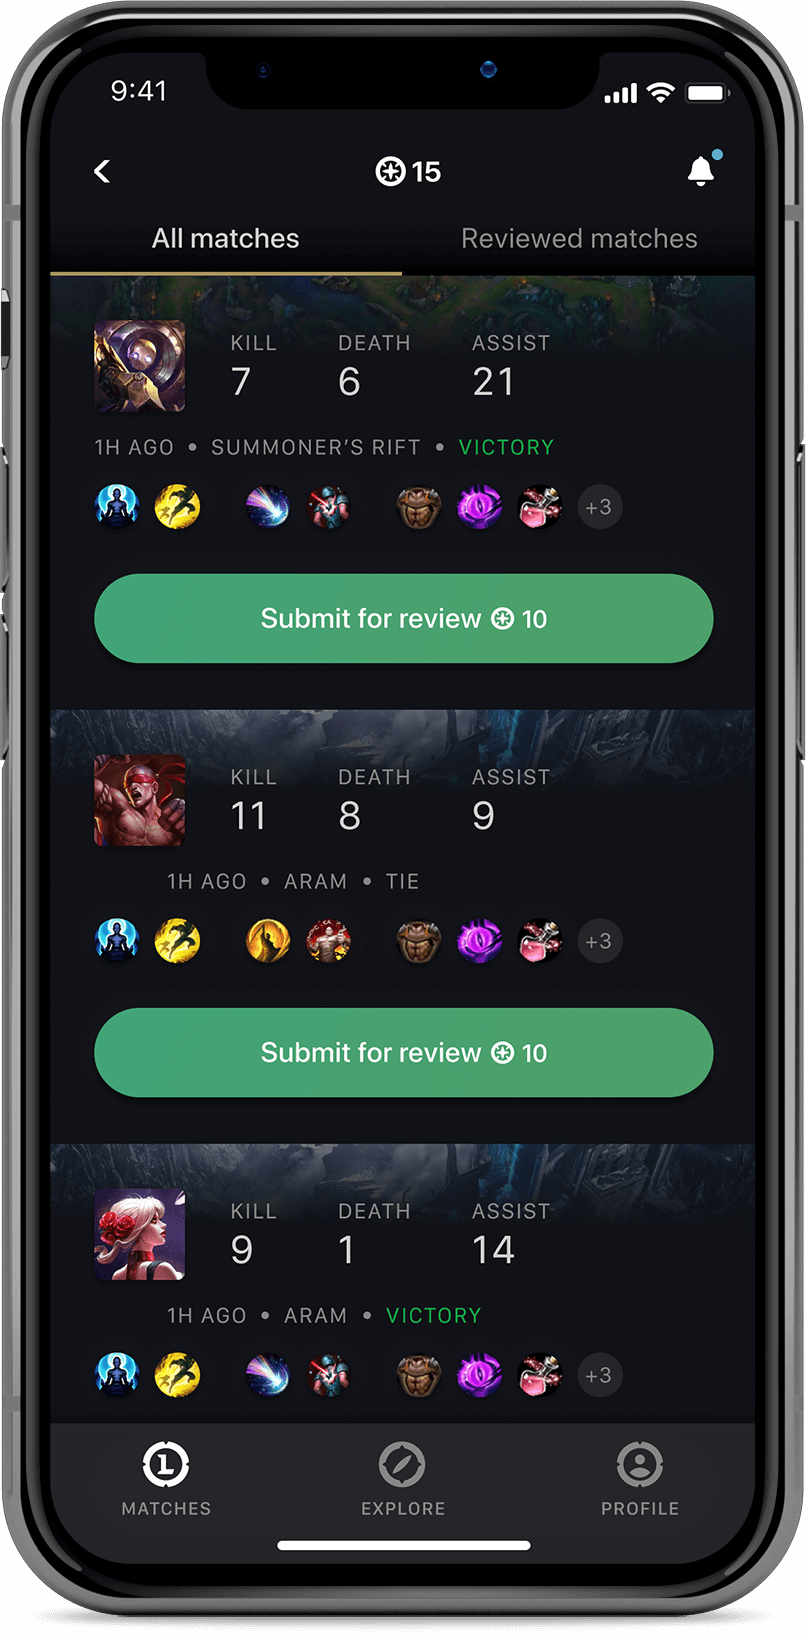 9:41
15
All matches Reviewed matches
KILL DEATH ASSIST
7 6 21
1H AGO • SUMMONER'S RIFT • VICTORY
+3
Submit for review 10
KILL DEATH ASSIST
11 8 9
1H AGO • ARAM • TIE
+3
Submit for review 10
KILL DEATH ASSIST
9 1 14
1H AGO • ARAM • VICTORY
+3
L
MATCHES EXPLORE PROFILE